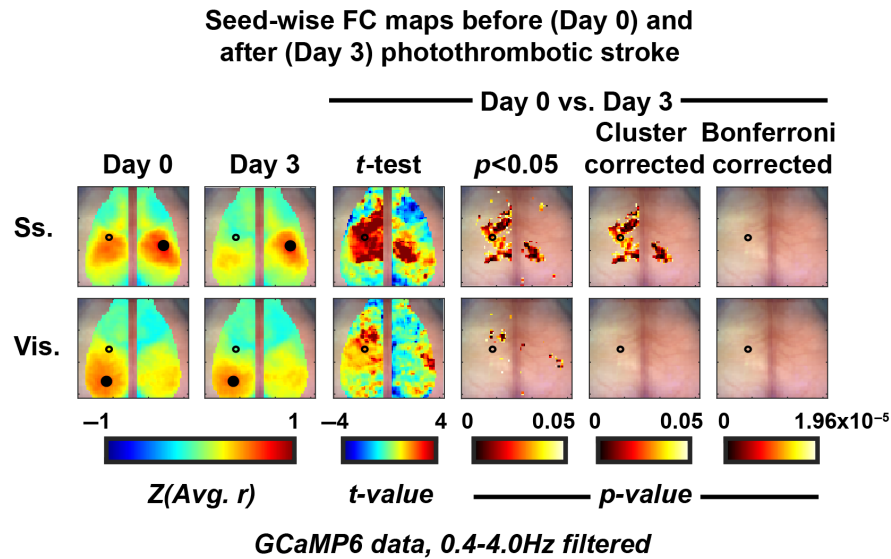 Seed-wise FC maps before (Day 0) and
after (Day 3) photothrombotic stroke
Day 0 vs. Day 3
Day 0
Day 3
t-test
p<0.05
Cluster
corrected
Bonferroni
corrected
Ss.
Vis.
–1
1
–4
4
0
0.05
0
0.05
0
1.96x10⁻⁵
Z(Avg. r)
t-value
p-value
GCaMP6 data, 0.4-4.0Hz filtered